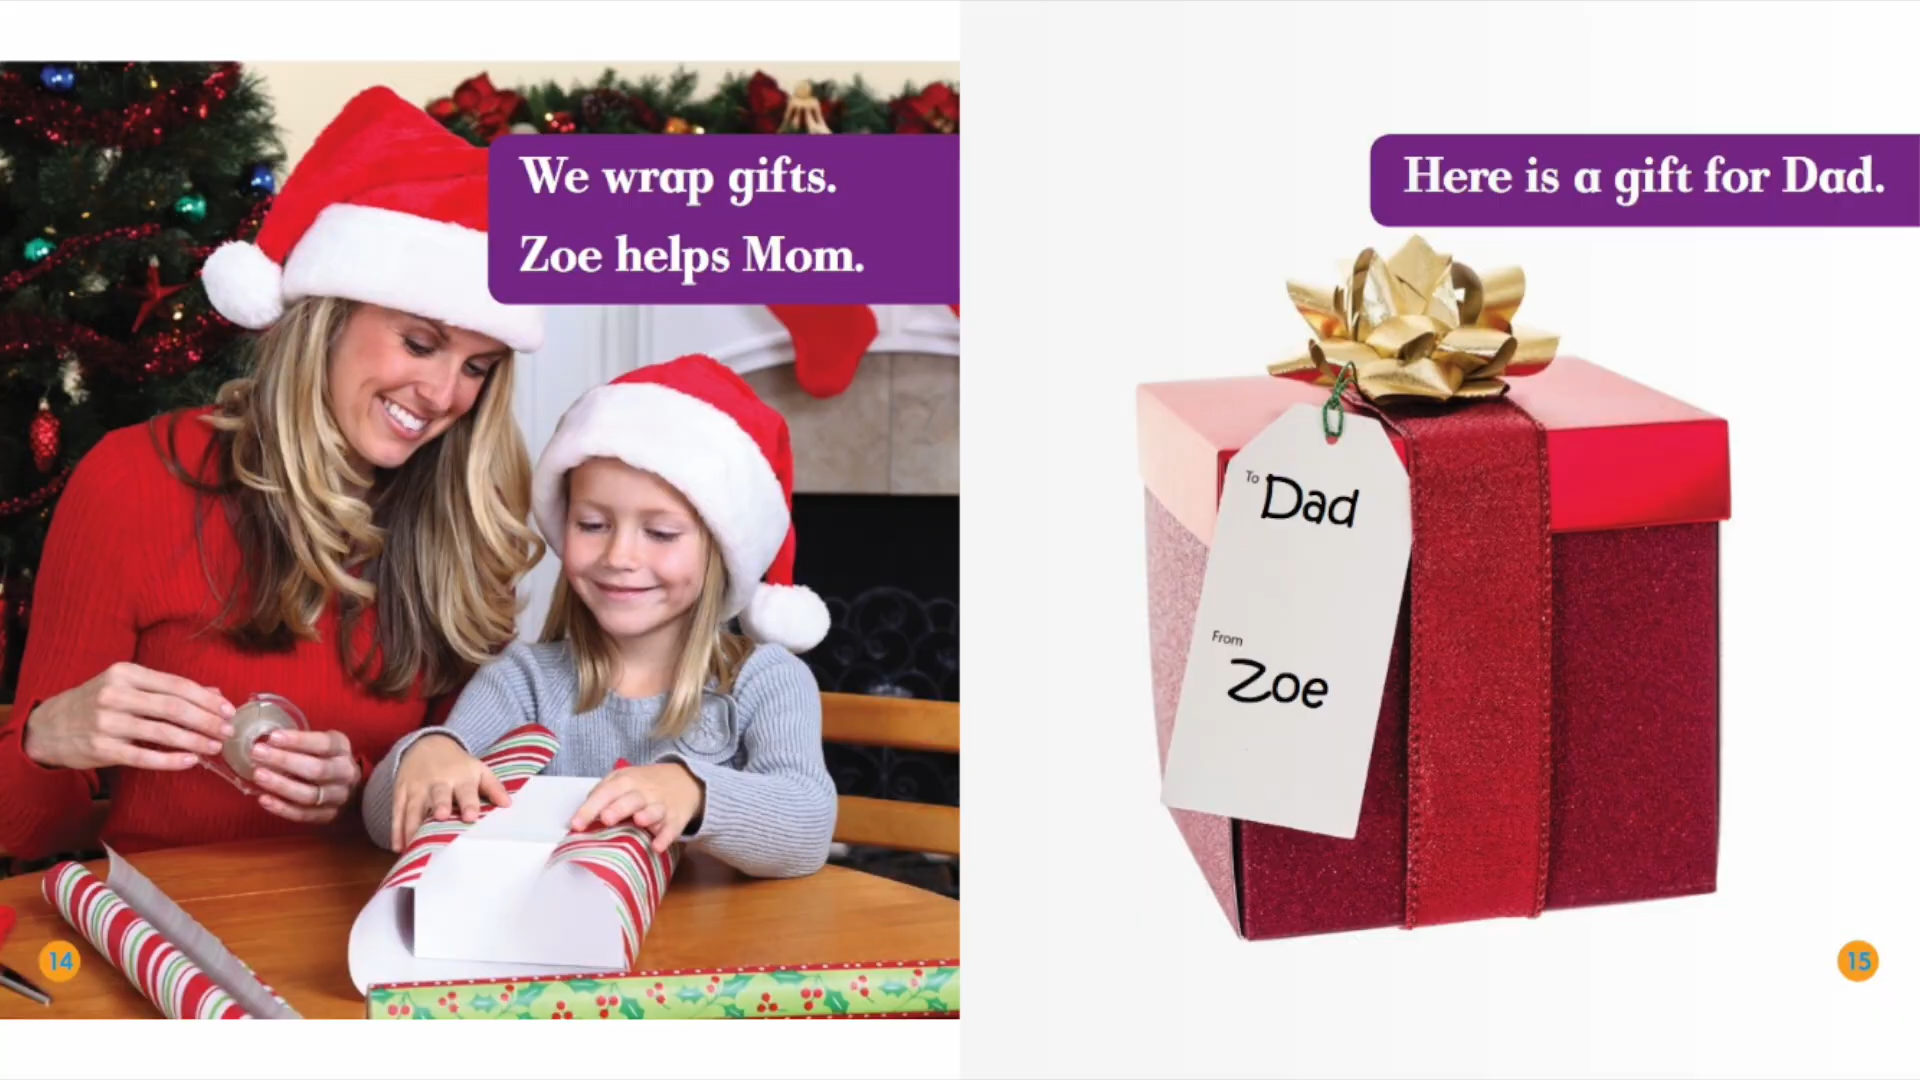 We wrap gifts.
Zoe helps Mom.
14
Here is a gift for Dad.
To Dad
From
Zoe
15